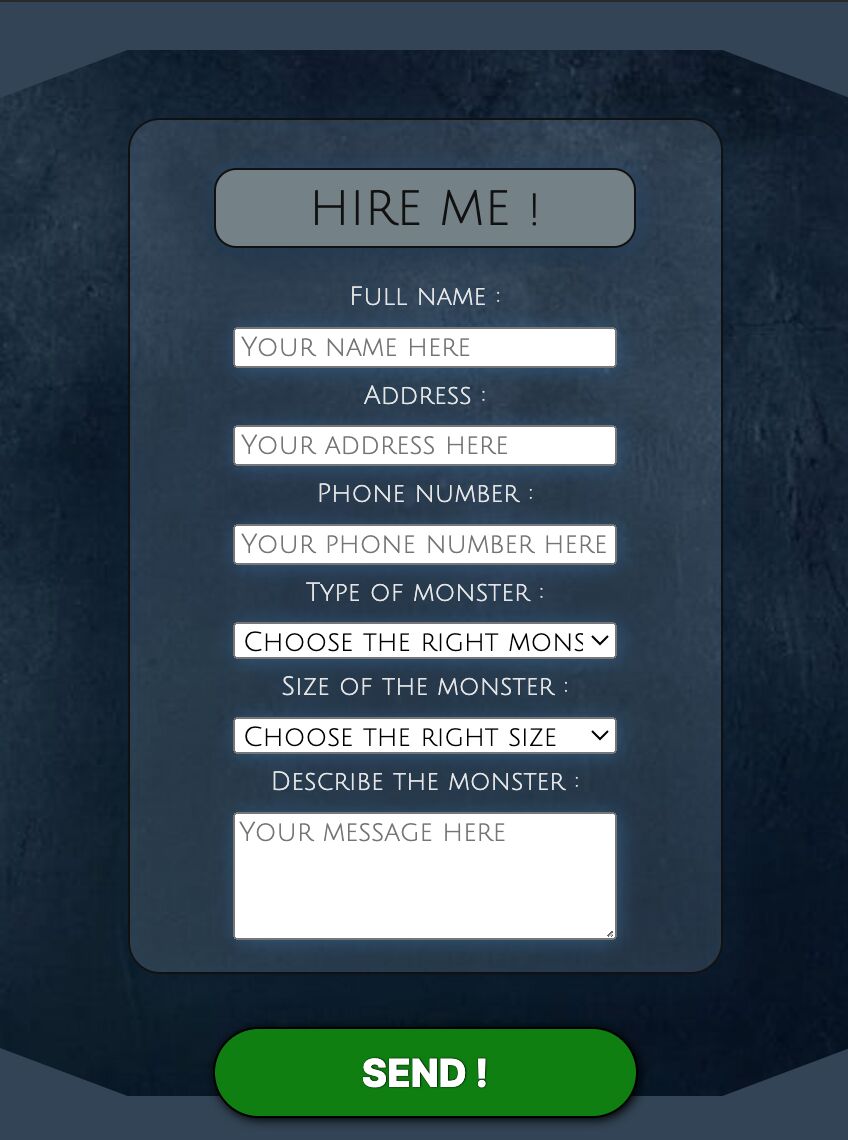 HIRE ME !
Full name :
Your name here
Address :
Your address here
Phone number :
Your phone number here
Type of monster :
Choose the right mons
Size of the monster :
Choose the right size
Describe the monster :
Your message here
SEND !